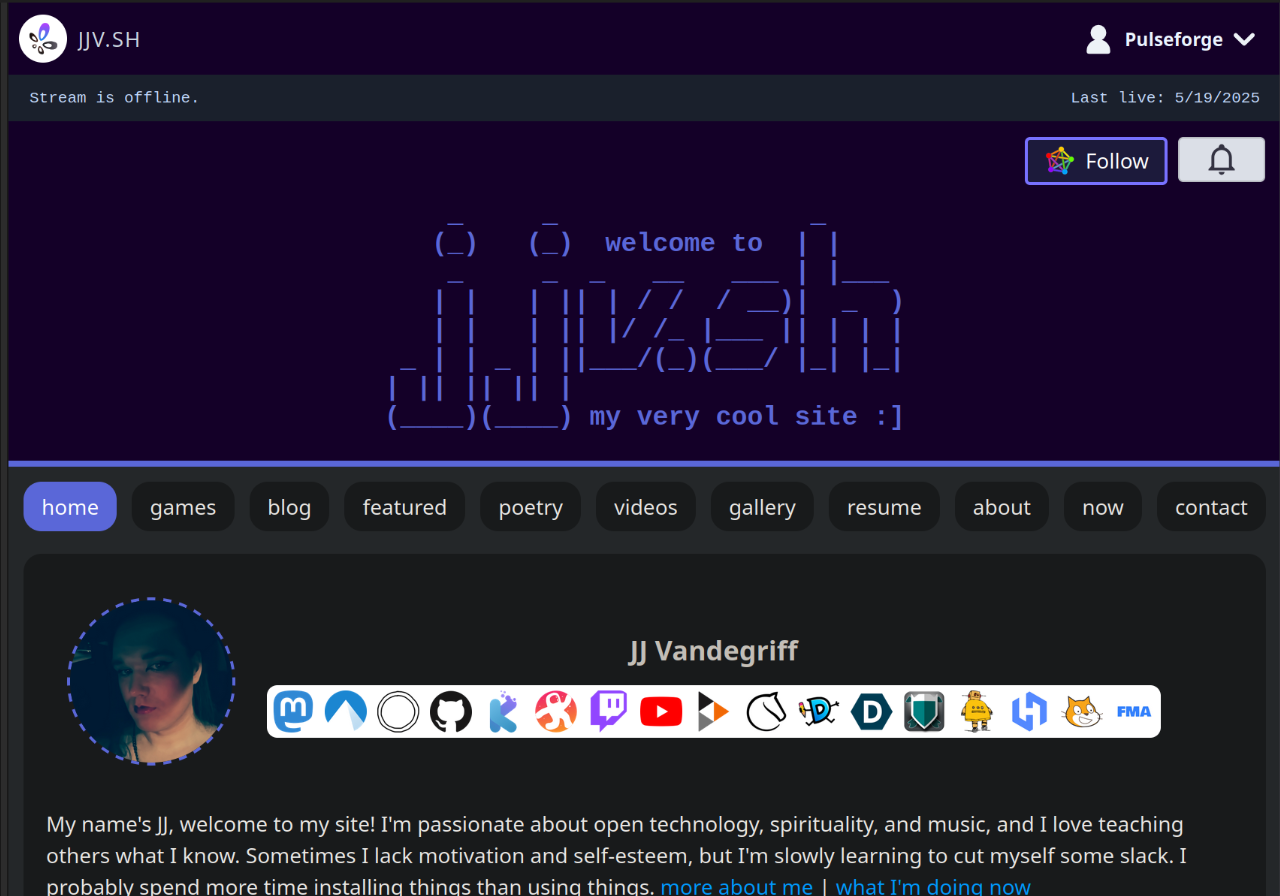 JJV.SH
Pulseforge
Stream is offline.
Last live: 5/19/2025
Follow
welcome to
jjv.sh
my very cool site :]
home
games
blog
featured
poetry
videos
gallery
resume
about
now
contact
JJ Vandegriff
FMA
My name's JJ, welcome to my site! I'm passionate about open technology, spirituality, and music, and I love teaching
others what I know. Sometimes I lack motivation and self-esteem, but I'm slowly learning to cut myself some slack. I
probably spend more time installing things than using things. more about me | what I'm doing now